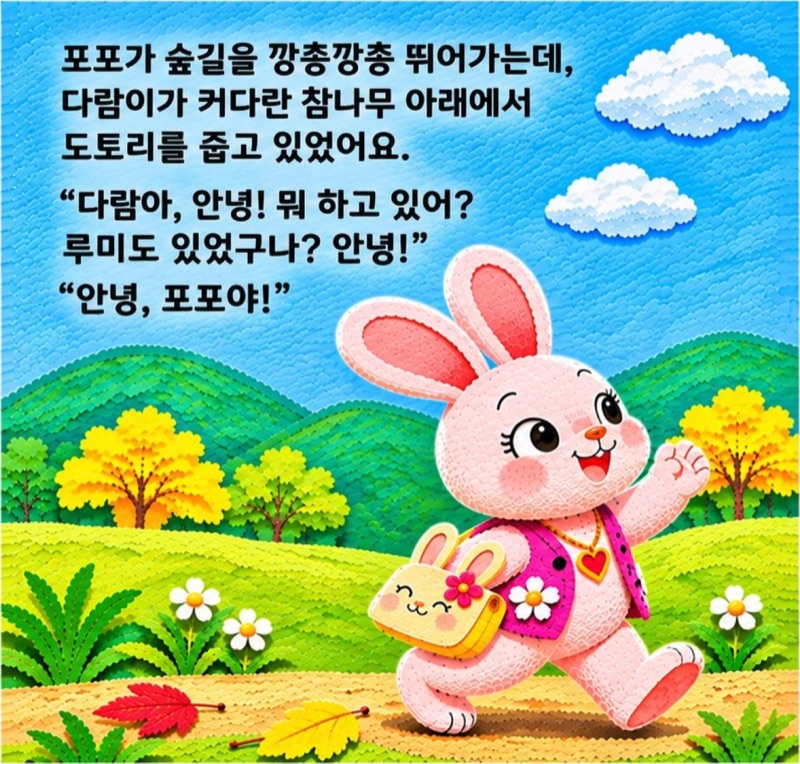 포포가 숲길을 깡총깡총 뛰어가는데,
다람이가 커다란 참나무 아래에서
도토리를 줍고 있었어요.
“다람아, 안녕! 뭐 하고 있어?
루미도 있었구나? 안녕!”
“안녕, 포포야!”